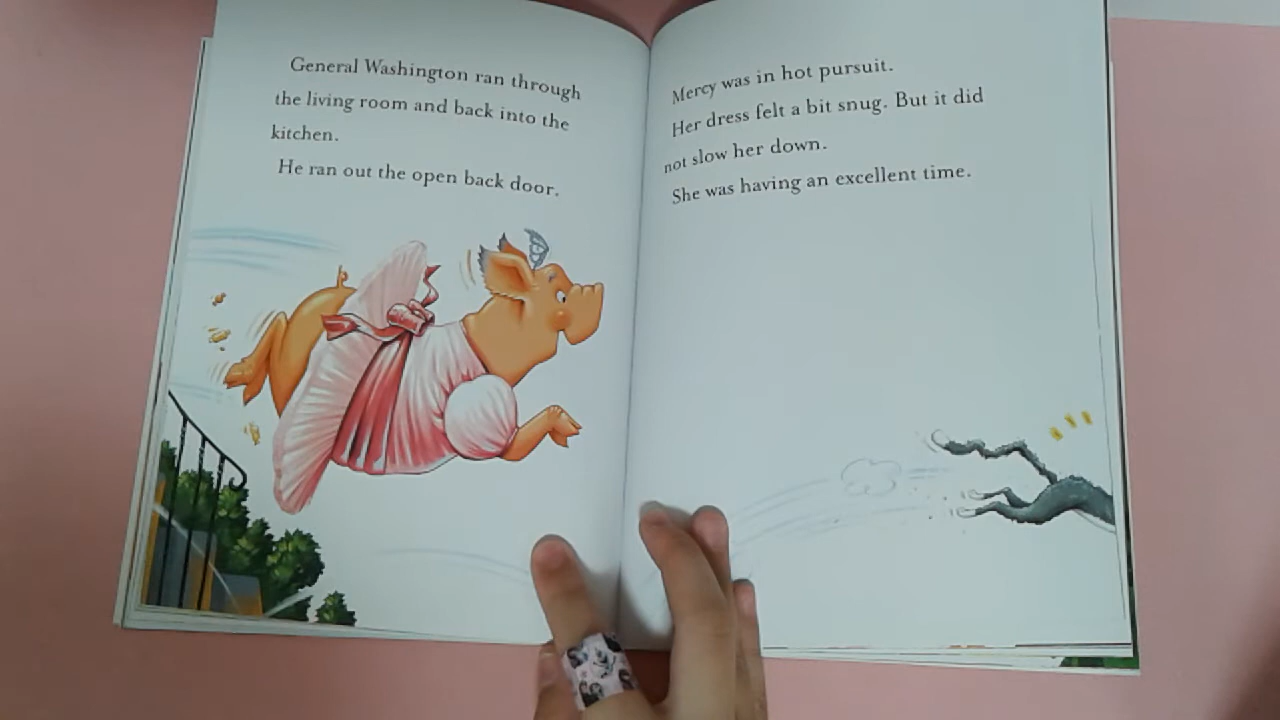 General Washington ran through
the living room and back into the
kitchen.
He ran out the open back door.
Mercy was in hot pursuit.
Her dress felt a bit snug. But it did
not slow her down.
She was having an excellent time.